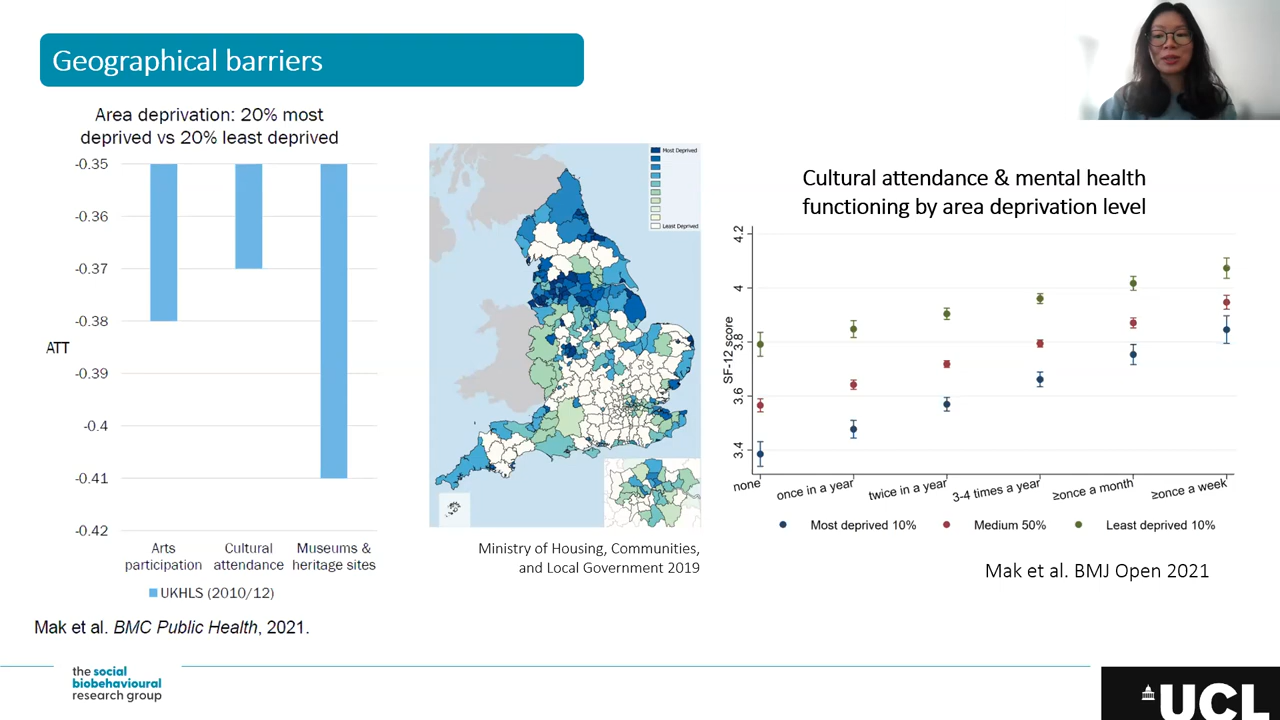 Geographical barriers
Area deprivation: 20% most
deprived vs 20% least deprived
-0.35
-0.36
-0.37
-0.38
ATT
-0.39
-0.4
-0.41
-0.42
Arts
participation
Cultural
attendance
Museums &
heritage sites
UKHLS (2010/12)
Mak et al. BMC Public Health, 2021.
Most Deprived
Least Deprived
Ministry of Housing, Communities,
and Local Government 2019
Cultural attendance & mental health
functioning by area deprivation level
SF-12 score
4.2
4
3.8
3.6
3.4
none
once in a year
twice in a year
3-4 times a year
≥once a month
≥once a week
Most deprived 10%
Medium 50%
Least deprived 10%
Mak et al. BMJ Open 2021
the social
biobehavioural
research group
UCL